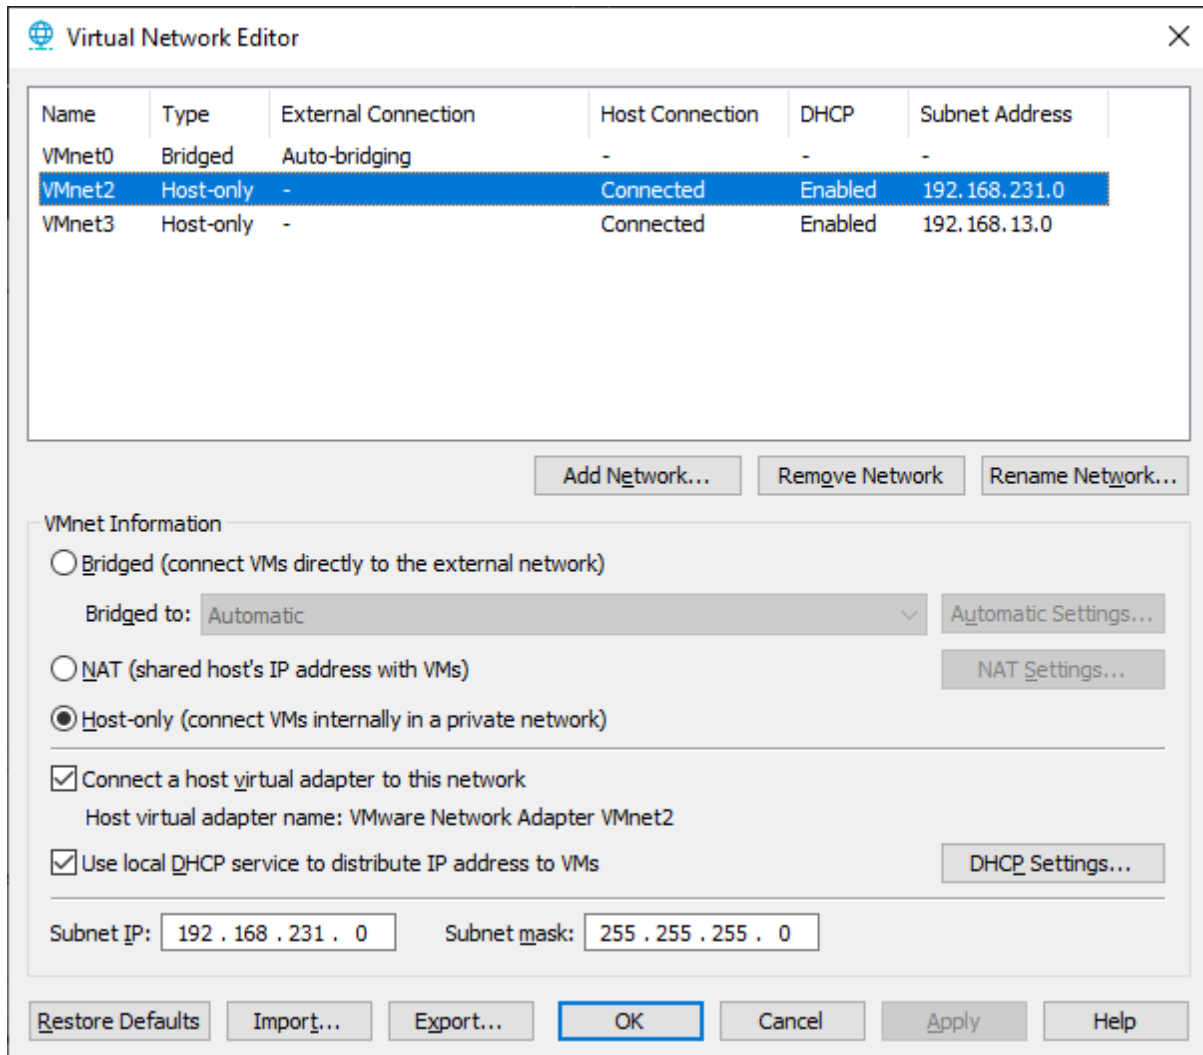 Virtual Network Editor
Name Type External Connection Host Connection DHCP Subnet Address
VMnet0 Bridged Auto-bridging - - -
VMnet2 Host-only - Connected Enabled 192.168.231.0
VMnet3 Host-only - Connected Enabled 192.168.13.0
Add Network... Remove Network Rename Network...
VMnet Information
Bridged (connect VMs directly to the external network)
Bridged to: Automatic Automatic Settings...
NAT (shared host's IP address with VMs) NAT Settings...
Host-only (connect VMs internally in a private network)
Connect a host virtual adapter to this network
Host virtual adapter name: VMware Network Adapter VMnet2
Use local DHCP service to distribute IP address to VMs DHCP Settings...
Subnet IP: 192 . 168 . 231 . 0 Subnet mask: 255 . 255 . 255 . 0
Restore Defaults Import... Export... OK Cancel Apply Help